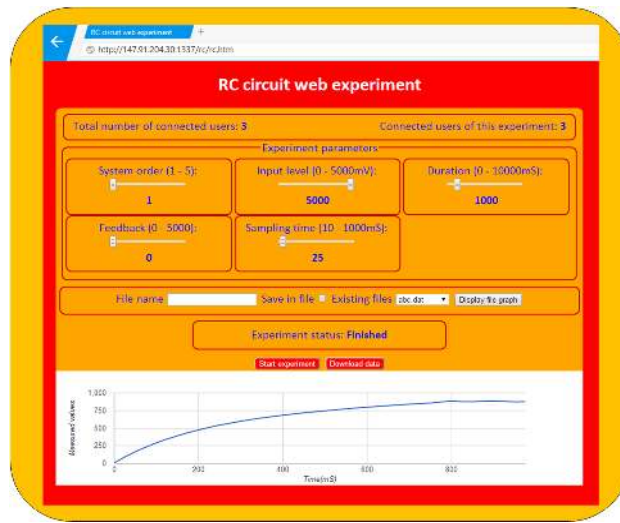 RC circuit web experiment
http://147.91.204.30:1337/rc/rc.htm
RC circuit web experiment
Total number of connected users: 3 Connected users of this experiment: 3
Experiment parameters
System order (1 - 5): Input level (0 - 5000mV): Duration (0 - 10000mS):
1 5000 1000
Feedback (0 - 5000): Sampling time (10 - 1000mS):
0 25
File name Save in file Existing files abc.dat Display file graph
Experiment status: Finished
Start experiment Download data
1,000
750
500
250
0
Measured values
0 200 400 600 800
Time(mS)